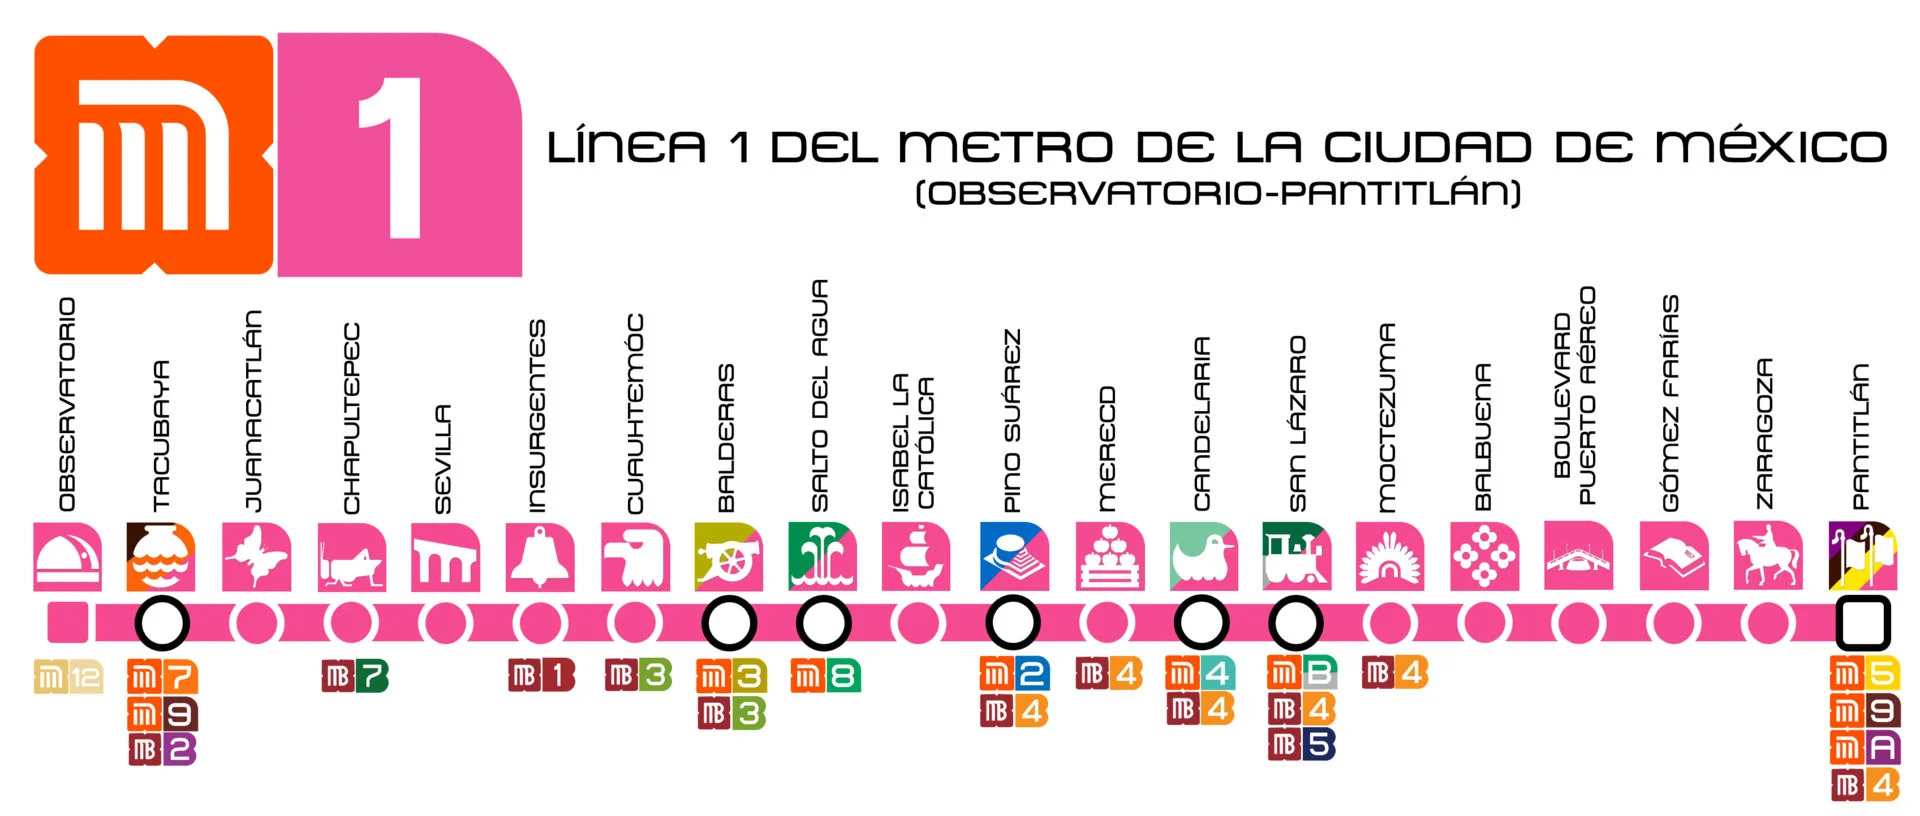 1
LÍNEA 1 DEL METRO DE LA CIUDAD DE MÉXICO
(OBSERVATORIO-PANTITLÁN)
OBSERVATORIO
TACUBAYA
JUANACATLÁN
CHAPULTEPEC
SEVILLA
INSURGENTES
CURUHTEMÓC
BALDERAS
SALTO DEL AGUA
ISABEL LA
CATÓLICA
PINO SUÁREZ
MERECD
CANDELARIA
SAN LÁZARO
MOCTEZUMA
BALBUENA
BOULEVARD
PUERTO AÉREO
GÓMEZ FARÍAS
ZARAGOZA
PANTITLÁN
12
7
9
MB 2
MB 7
MB 1
MB 3
3
MB 3
8
2
MB 4
MB 4
4
MB 4
B
MB 4
MB 5
MB 4
5
9
A
MB 4